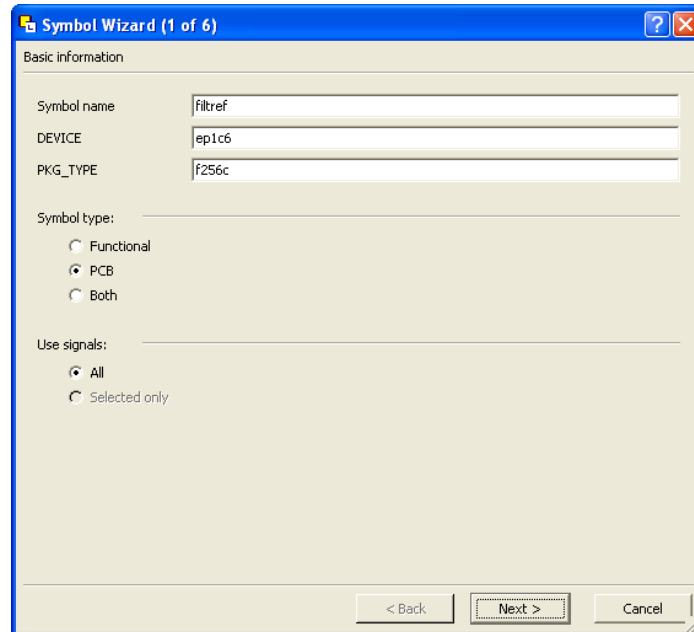 Symbol Wizard (1 of 6)
Basic information
Symbol name filtref
DEVICE ep1c6
PKG_TYPE f256c
Symbol type:
Functional
PCB
Both
Use signals:
All
Selected only
< Back Next > Cancel